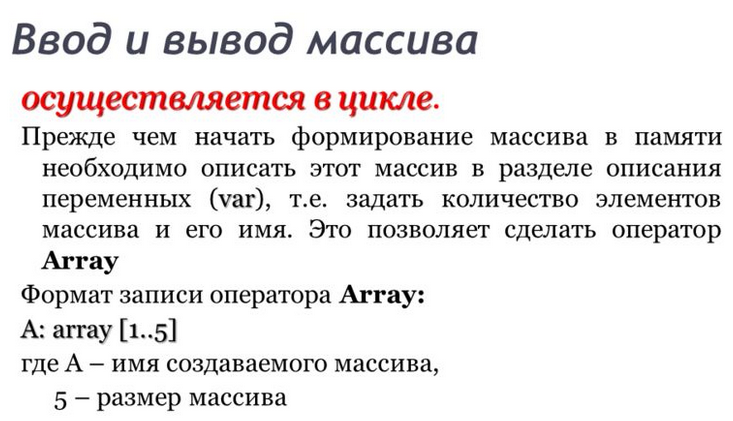 Ввод и вывод массива
осуществляется в цикле.
Прежде чем начать формирование массива в памяти
необходимо описать этот массив в разделе описания
переменных (var), т.е. задать количество элементов
массива и его имя. Это позволяет сделать оператор
Array
Формат записи оператора Array:
A: array [1..5]
где А – имя создаваемого массива,
5 – размер массива